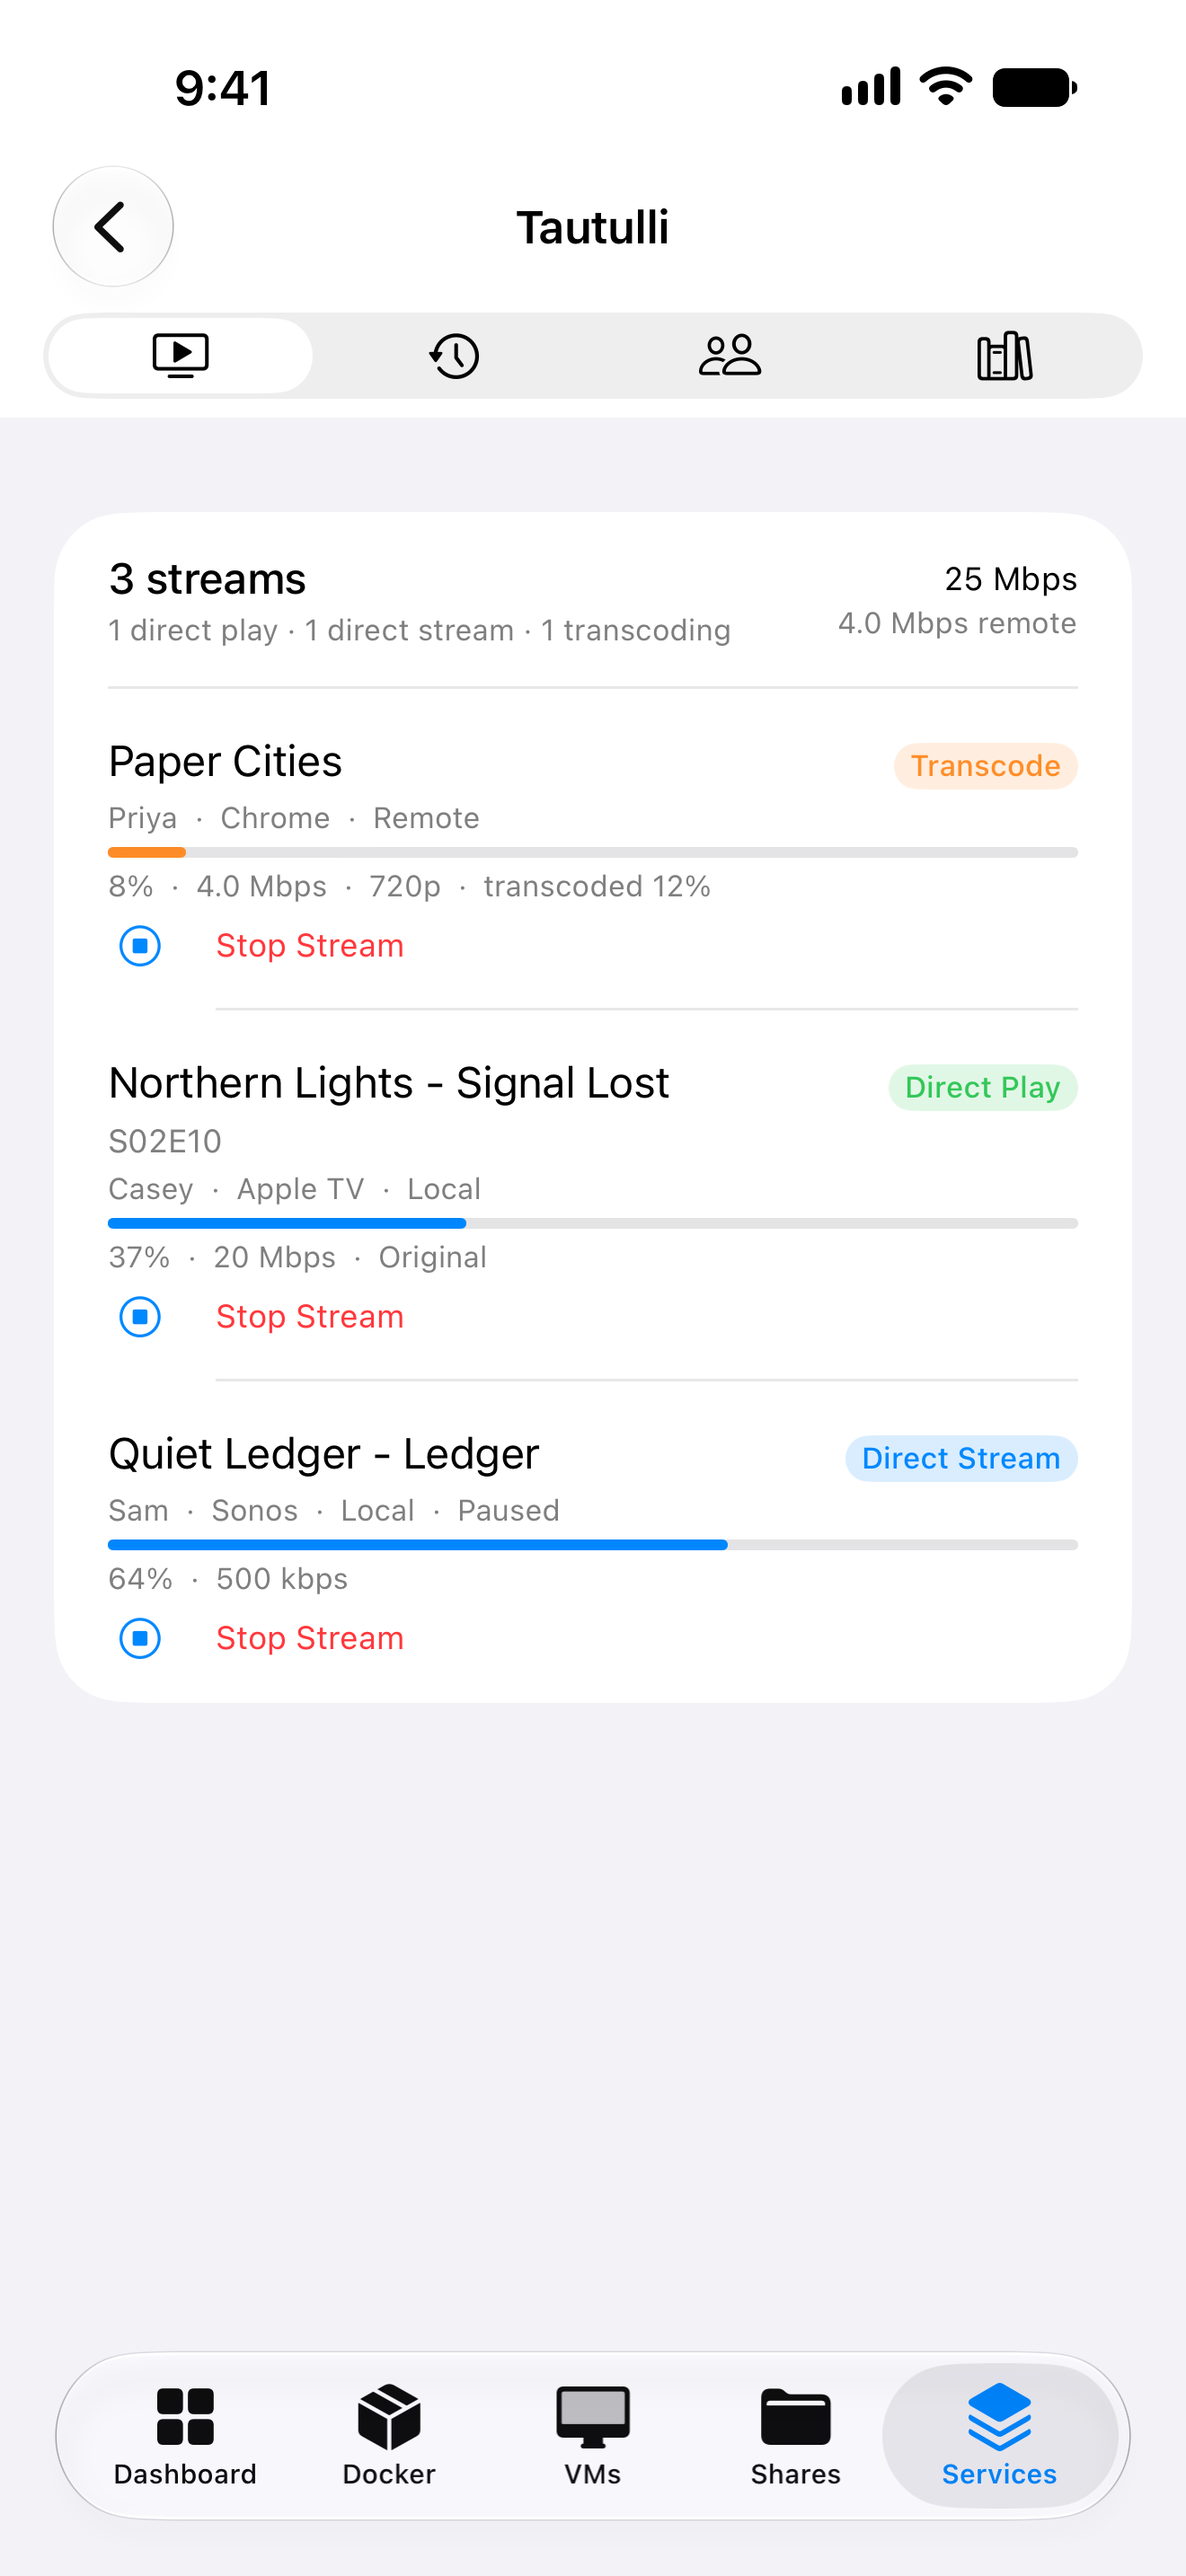 9:41
Tautulli
3 streams
25 Mbps
1 direct play · 1 direct stream · 1 transcoding
4.0 Mbps remote
Paper Cities
Transcode
Priya · Chrome · Remote
8% · 4.0 Mbps · 720p · transcoded 12%
Stop Stream
Northern Lights - Signal Lost
Direct Play
S02E10
Casey · Apple TV · Local
37% · 20 Mbps · Original
Stop Stream
Quiet Ledger - Ledger
Direct Stream
Sam · Sonos · Local · Paused
64% · 500 kbps
Stop Stream
Dashboard
Docker
VMs
Shares
Services